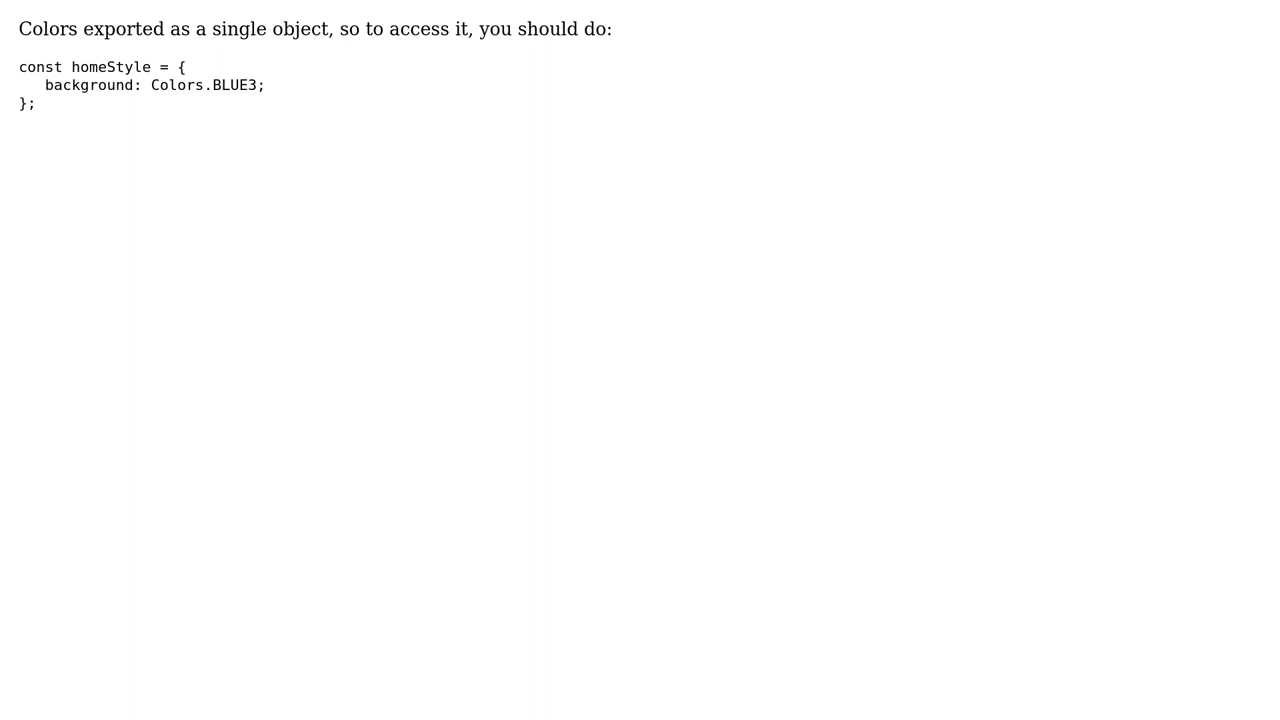 Colors exported as a single object, so to access it, you should do:
const homeStyle = {
   background: Colors.BLUE3;
};